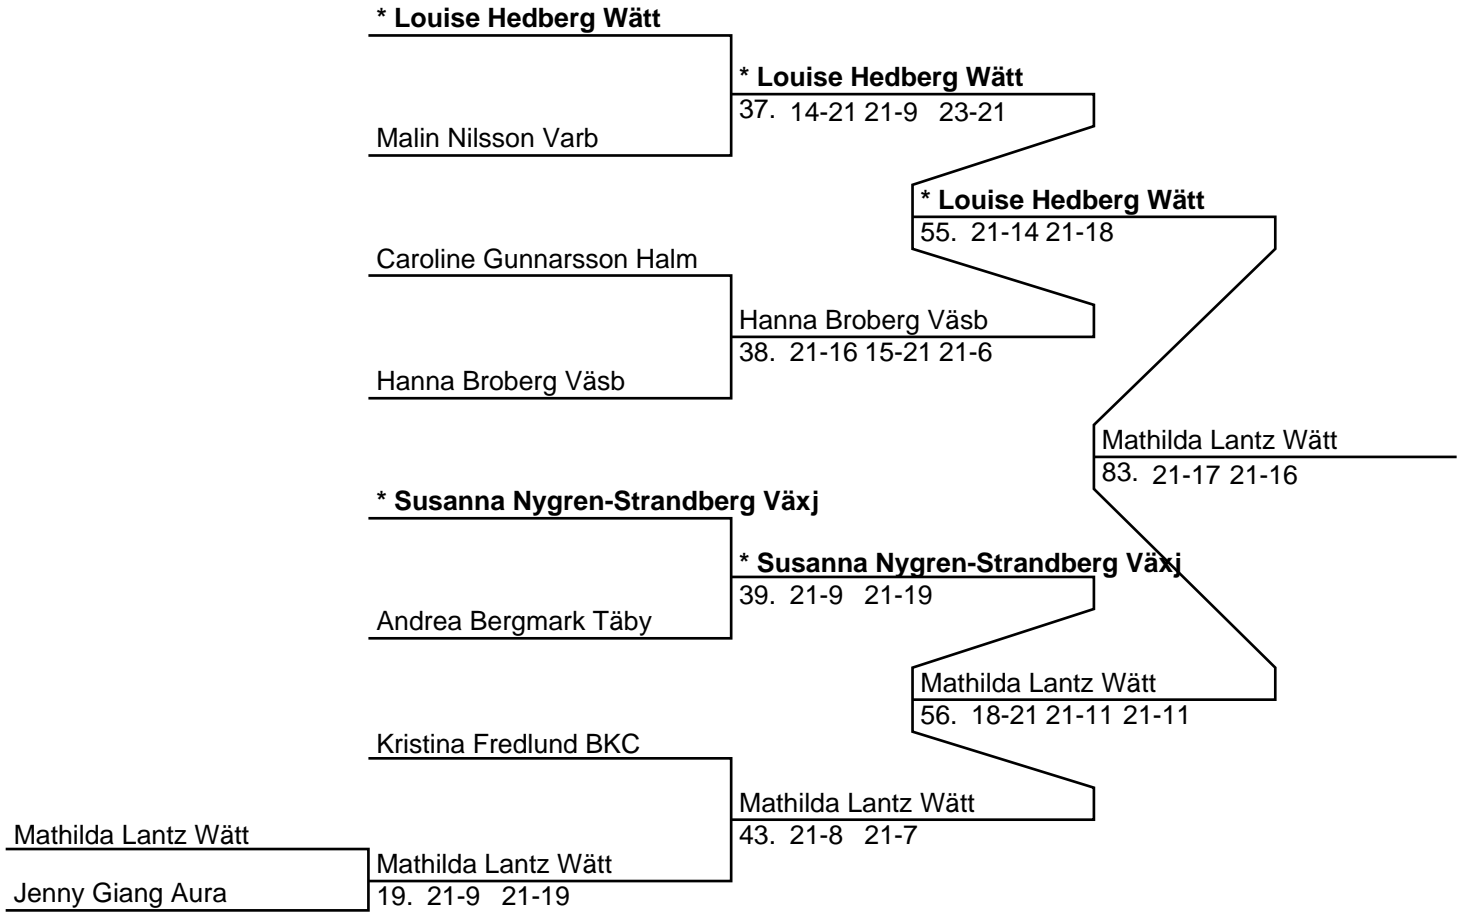 * Louise Hedberg Wätt
* Louise Hedberg Wätt
37. 14-21 21-9 23-21
Malin Nilsson Varb
* Louise Hedberg Wätt
55. 21-14 21-18
Caroline Gunnarsson Halm
Hanna Broberg Väsb
38. 21-16 15-21 21-6
Hanna Broberg Väsb
Mathilda Lantz Wätt
83. 21-17 21-16
* Susanna Nygren-Strandberg Växj
* Susanna Nygren-Strandberg Växj
39. 21-9 21-19
Andrea Bergmark Täby
Mathilda Lantz Wätt
56. 18-21 21-11 21-11
Kristina Fredlund BKC
Mathilda Lantz Wätt
43. 21-8 21-7
Mathilda Lantz Wätt
Mathilda Lantz Wätt
19. 21-9 21-19
Jenny Giang Aura